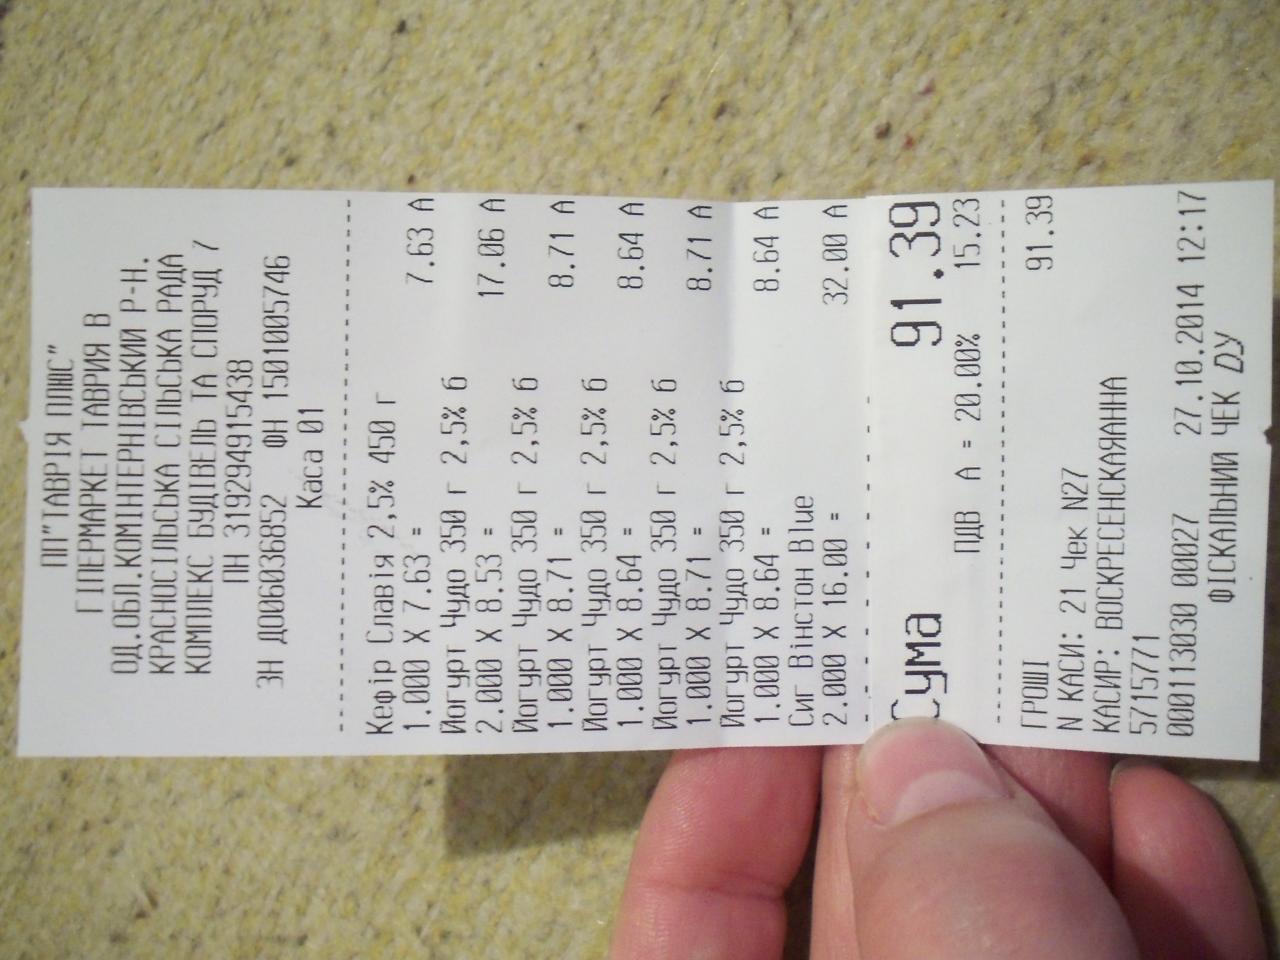 ПП"ТАВРІЯ ПЛЮС"
ГІПЕРМАРКЕТ ТАВРИЯ В
ОД.ОБЛ.КОМІНТЕРНІВСЬКИЙ Р-Н.
КРАСНОСІЛЬСЬКА СІЛЬСЬКА РАДА
КОМПЛЕКС БУДІВЕЛЬ ТА СПОРУД 7
ПН 319294915438
ЗН ДО06036852 ФН 1501005746
Каса 01
Кефір Славія 2,5% 450 г
1.000 X 7.63 = 7.63 А
Йогурт Чудо 350 г 2,5% б
2.000 X 8.53 = 17.06 А
Йогурт Чудо 350 г 2,5% б
1.000 X 8.71 = 8.71 А
Йогурт Чудо 350 г 2,5% б
1.000 X 8.64 = 8.64 А
Йогурт Чудо 350 г 2,5% б
1.000 X 8.71 = 8.71 А
Йогурт Чудо 350 г 2,5% б
1.000 X 8.64 = 8.64 А
Сиг Вінстон Blue
2.000 X 16.00 = 32.00 А
Сума 91.39
ПДВ А = 20.00% 15.23
ГРОШІ 91.39
N КАСИ: 21 Чек N27
КАСИР: ВОСКРЕСЕНСКАЯАННА
5715771
0001113030 00027 27.10.2014 12:17
ФІСКАЛЬНИЙ ЧЕК ДУ